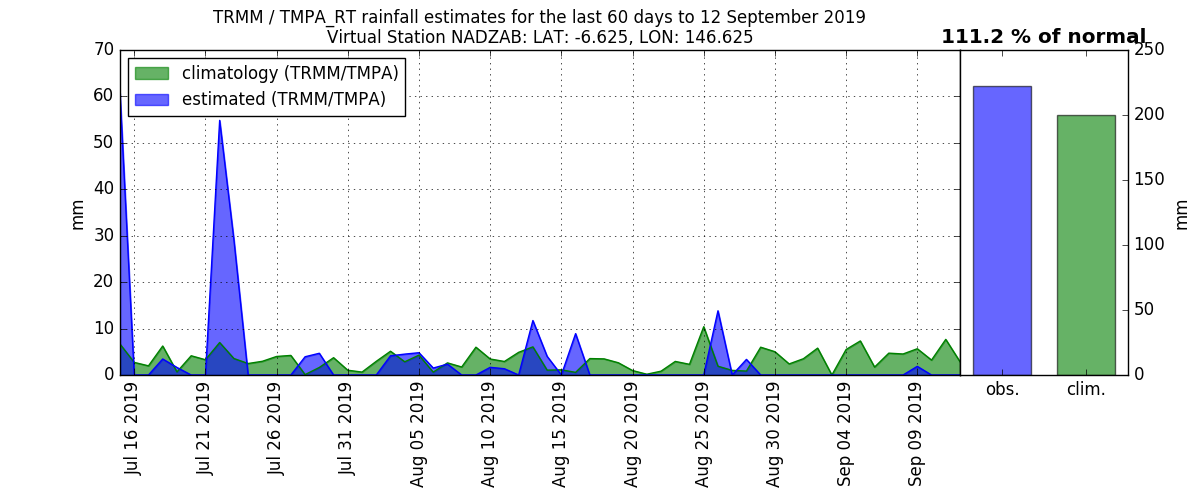 TRMM / TMPA_RT rainfall estimates for the last 60 days to 12 September 2019
Virtual Station NADZAB: LAT: -6.625, LON: 146.625
111.2 % of normal
climatology (TRMM/TMPA)
estimated (TRMM/TMPA)
70
60
50
40
30
20
10
0
mm
Jul 16 2019
Jul 21 2019
Jul 26 2019
Jul 31 2019
Aug 05 2019
Aug 10 2019
Aug 15 2019
Aug 20 2019
Aug 25 2019
Aug 30 2019
Sep 04 2019
Sep 09 2019
250
200
150
100
50
0
mm
obs.
clim.